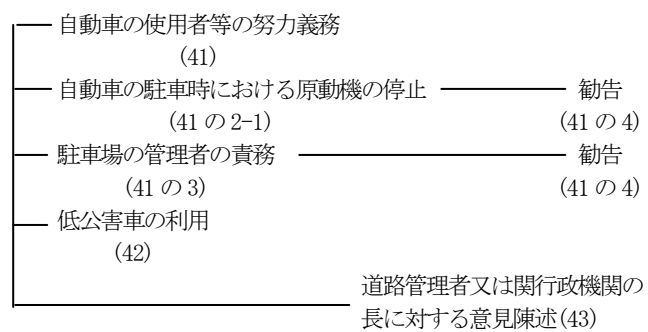 自動車の使用者等の努力義務
(41)
自動車の駐車時における原動機の停止 勧告
(41 の 2-1) (41 の 4)
駐車場の管理者の責務 勧告
(41 の 3) (41 の 4)
低公害車の利用
(42)
道路管理者又は関行政機関の
長に対する意見陳述(43)